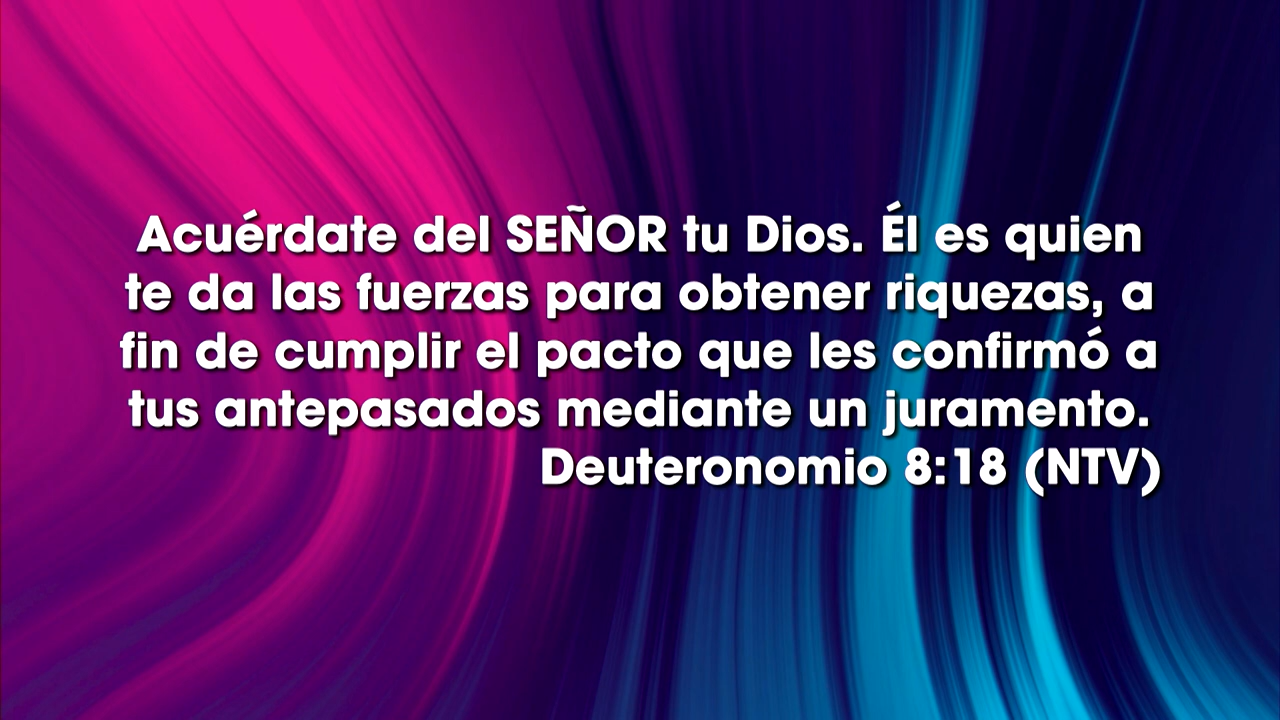 Acuérdate del SEÑOR tu Dios. Él es quien
te da las fuerzas para obtener riquezas, a
fin de cumplir el pacto que les confirmó a
tus antepasados mediante un juramento.
Deuteronomio 8:18 (NTV)